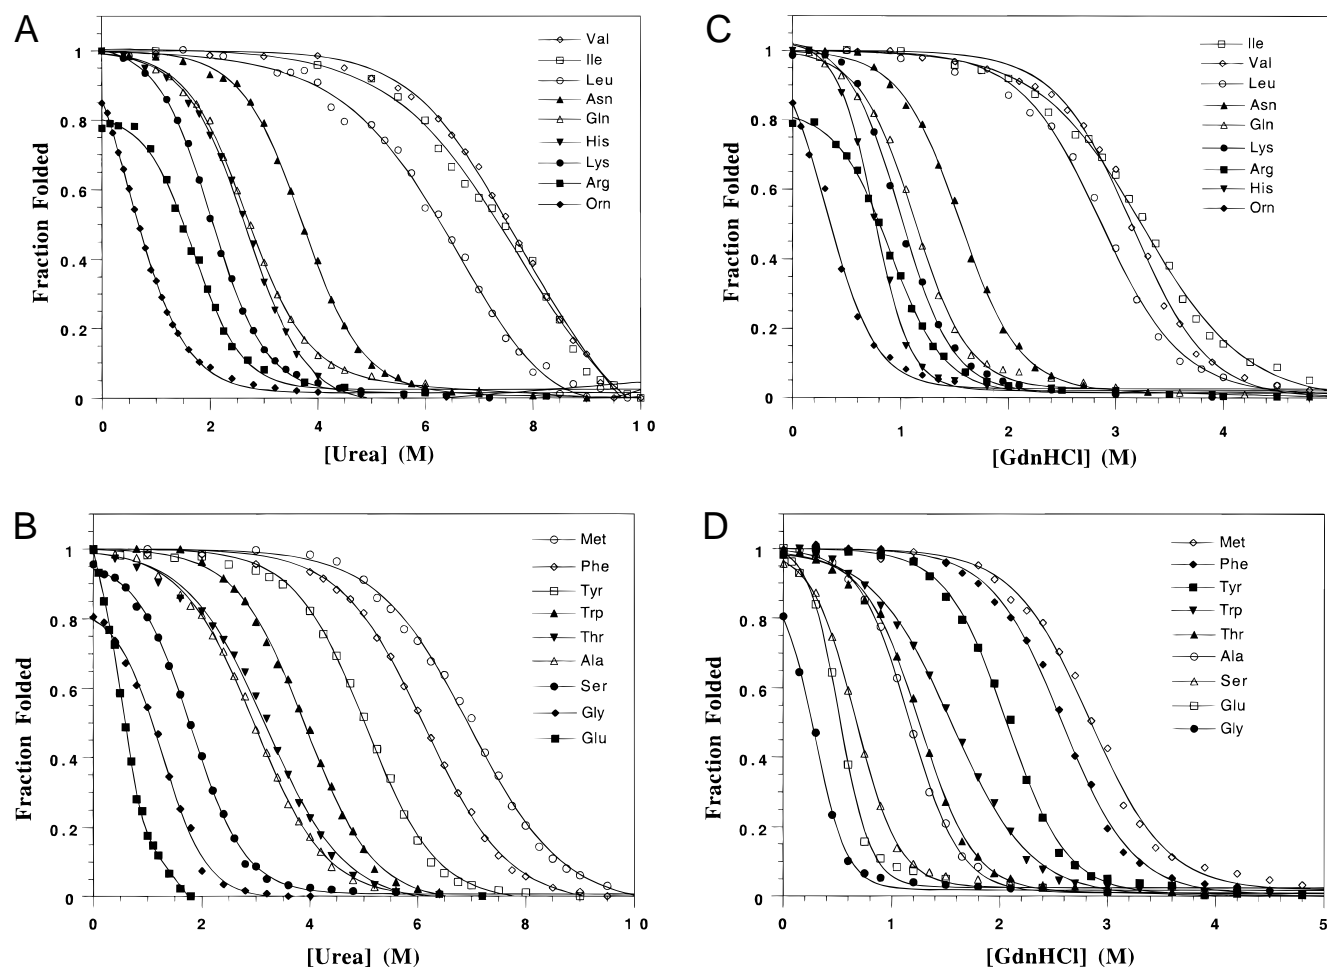 A
1
0.8
0.6
0.4
0.2
0
Fraction Folded
0
2
4
6
8
1 0
[Urea] (M)
Val
Ile
Leu
Asn
Gln
His
Lys
Arg
Orn
C
1
0.8
0.6
0.4
0.2
0
Fraction Folded
0
1
2
3
4
[GdnHCl] (M)
Ile
Val
Leu
Asn
Gln
Lys
Arg
His
Orn
B
1
0.8
0.6
0.4
0.2
0
Fraction Folded
0
2
4
6
8
1 0
[Urea] (M)
Met
Phe
Tyr
Trp
Thr
Ala
Ser
Gly
Glu
D
1
0.8
0.6
0.4
0.2
0
Fraction Folded
0
1
2
3
4
5
[GdnHCl] (M)
Met
Phe
Tyr
Trp
Thr
Ala
Ser
Glu
Gly